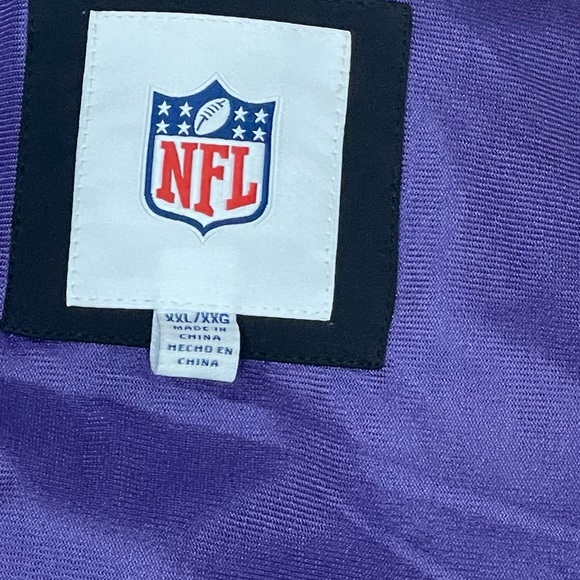 NFL
XXL/XXG
MADE IN
CHINA
HECHO EN
CHINA